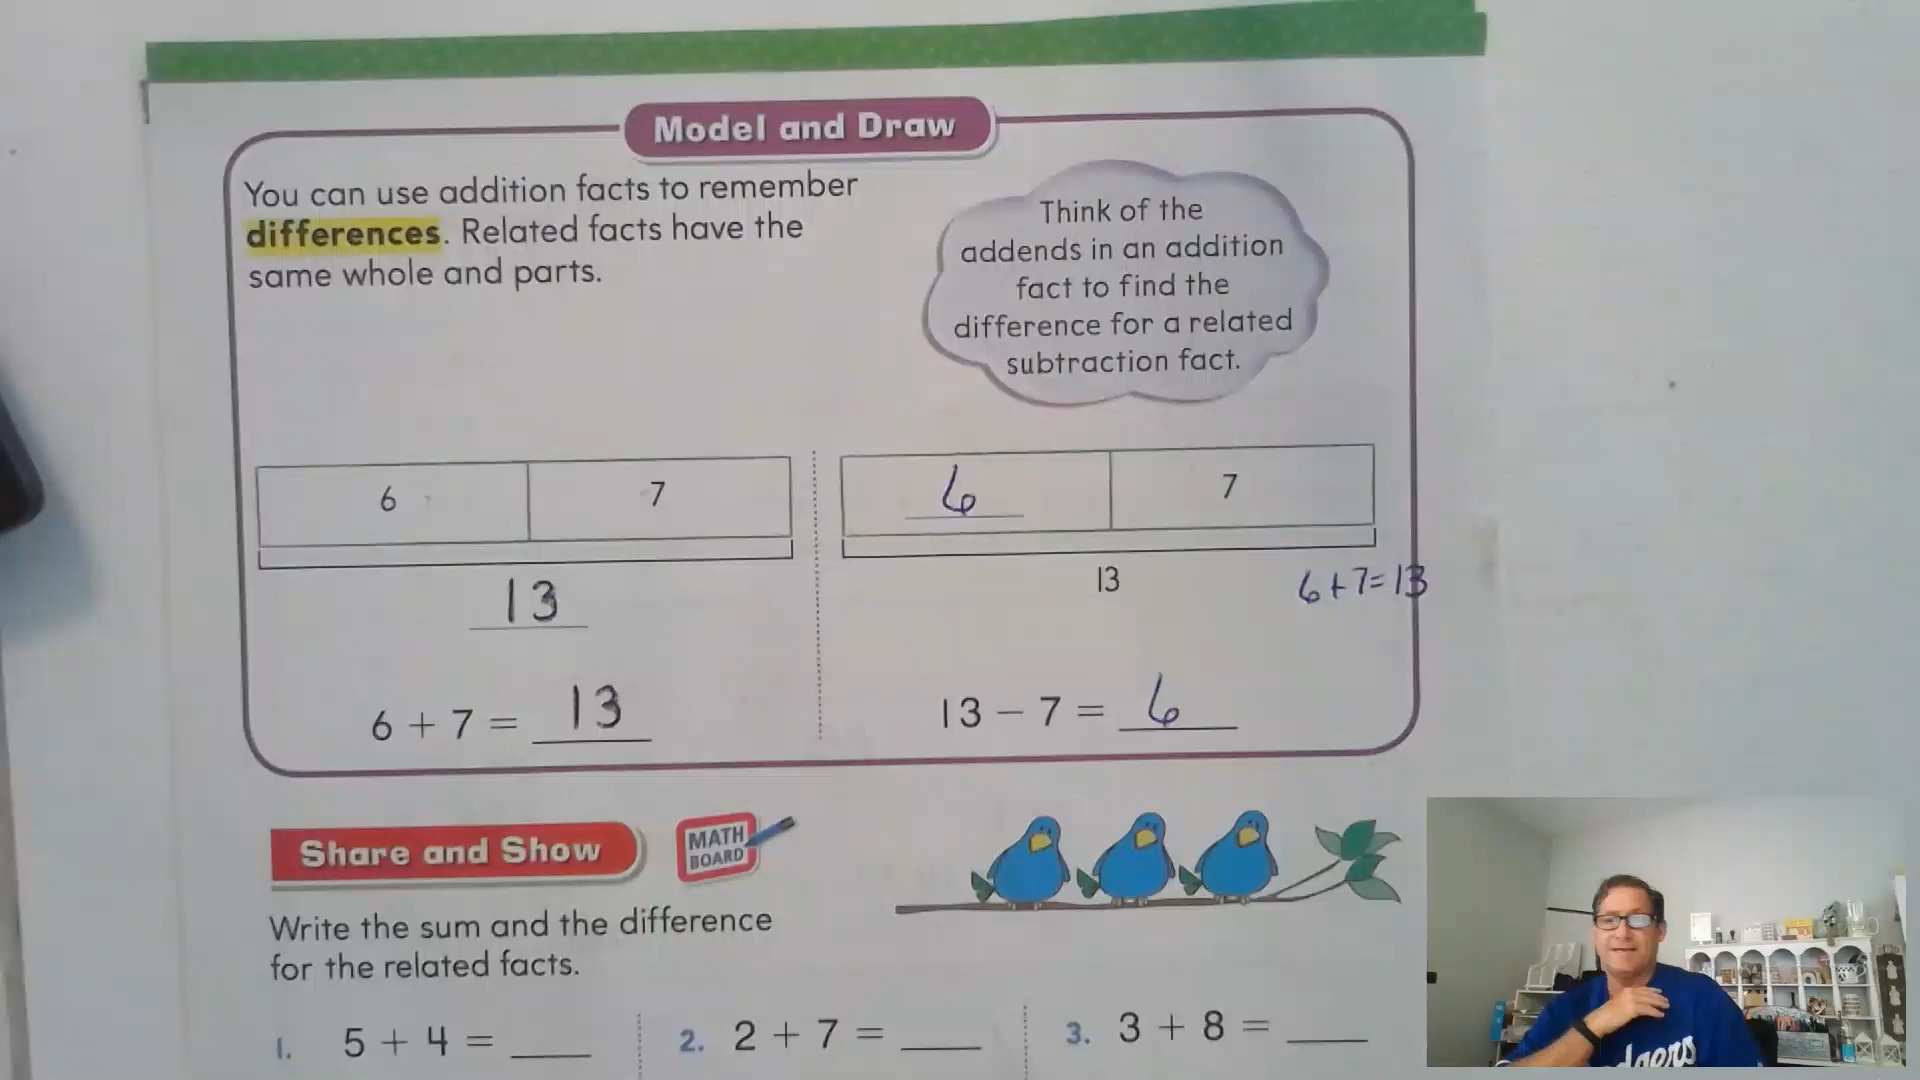 Model and Draw
You can use addition facts to remember
differences. Related facts have the
same whole and parts.
Think of the
addends in an addition
fact to find the
difference for a related
subtraction fact.
6 7
13
6 + 7 = 13
6 7
13
6+7=13
13 - 7 = 6
Share and Show
MATH
BOARD
Write the sum and the difference
for the related facts.
1. 5 + 4 = ___
2. 2 + 7 = ___
3. 3 + 8 = ___